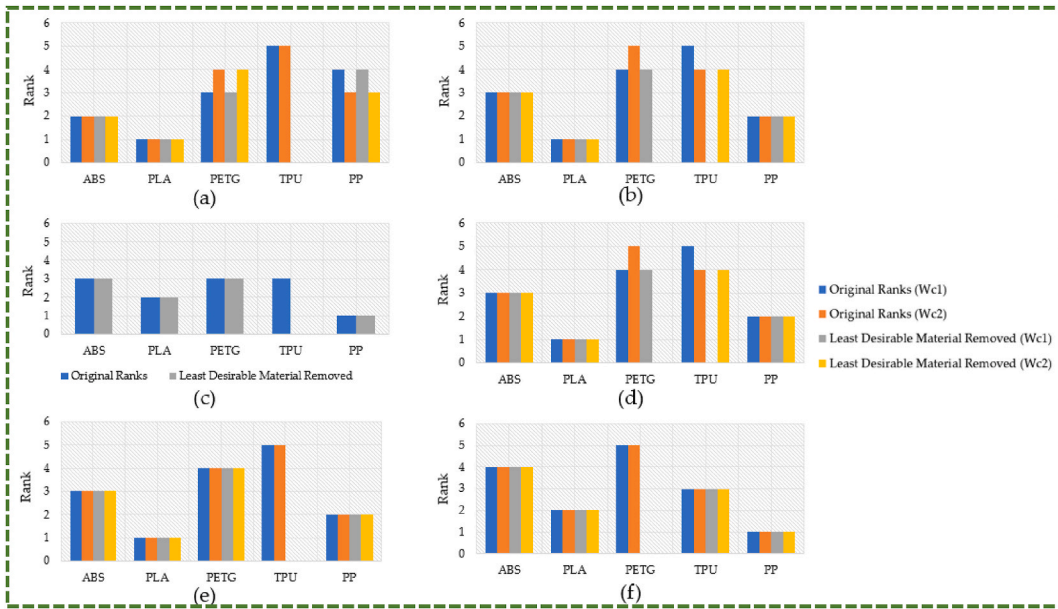 6
5
4
3
2
1
0
Rank
ABS PLA PETG TPU PP
(a)
6
5
4
3
2
1
0
Rank
ABS PLA PETG TPU PP
(b)
6
5
4
3
2
1
0
Rank
ABS PLA PETG TPU PP
Original Ranks Least Desirable Material Removed
(c)
6
5
4
3
2
1
0
Rank
ABS PLA PETG TPU PP
(d)
Original Ranks (Wc1)
Original Ranks (Wc2)
Least Desirable Material Removed (Wc1)
Least Desirable Material Removed (Wc2)
6
5
4
3
2
1
0
Rank
ABS PLA PETG TPU PP
(e)
6
5
4
3
2
1
0
Rank
ABS PLA PETG TPU PP
(f)